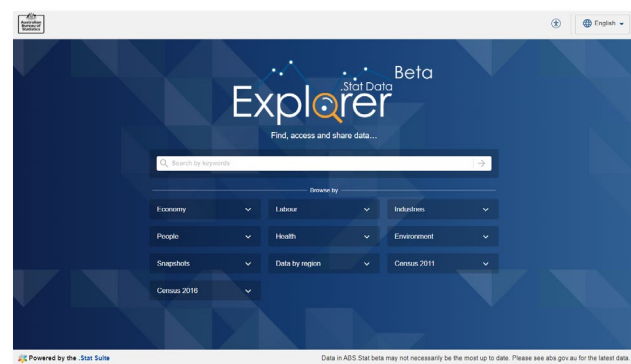 Australian
Bureau of
Statistics
English
.Stat Data
Beta
Explorer
Find, access and share data...
Search by keywords
Browse by
Economy
Labour
Industries
People
Health
Environment
Snapshots
Data by region
Census 2011
Census 2016
Powered by the .Stat Suite
Data in ABS.Stat beta may not necessarily be the most up to date. Please see abs.gov.au for the latest data.